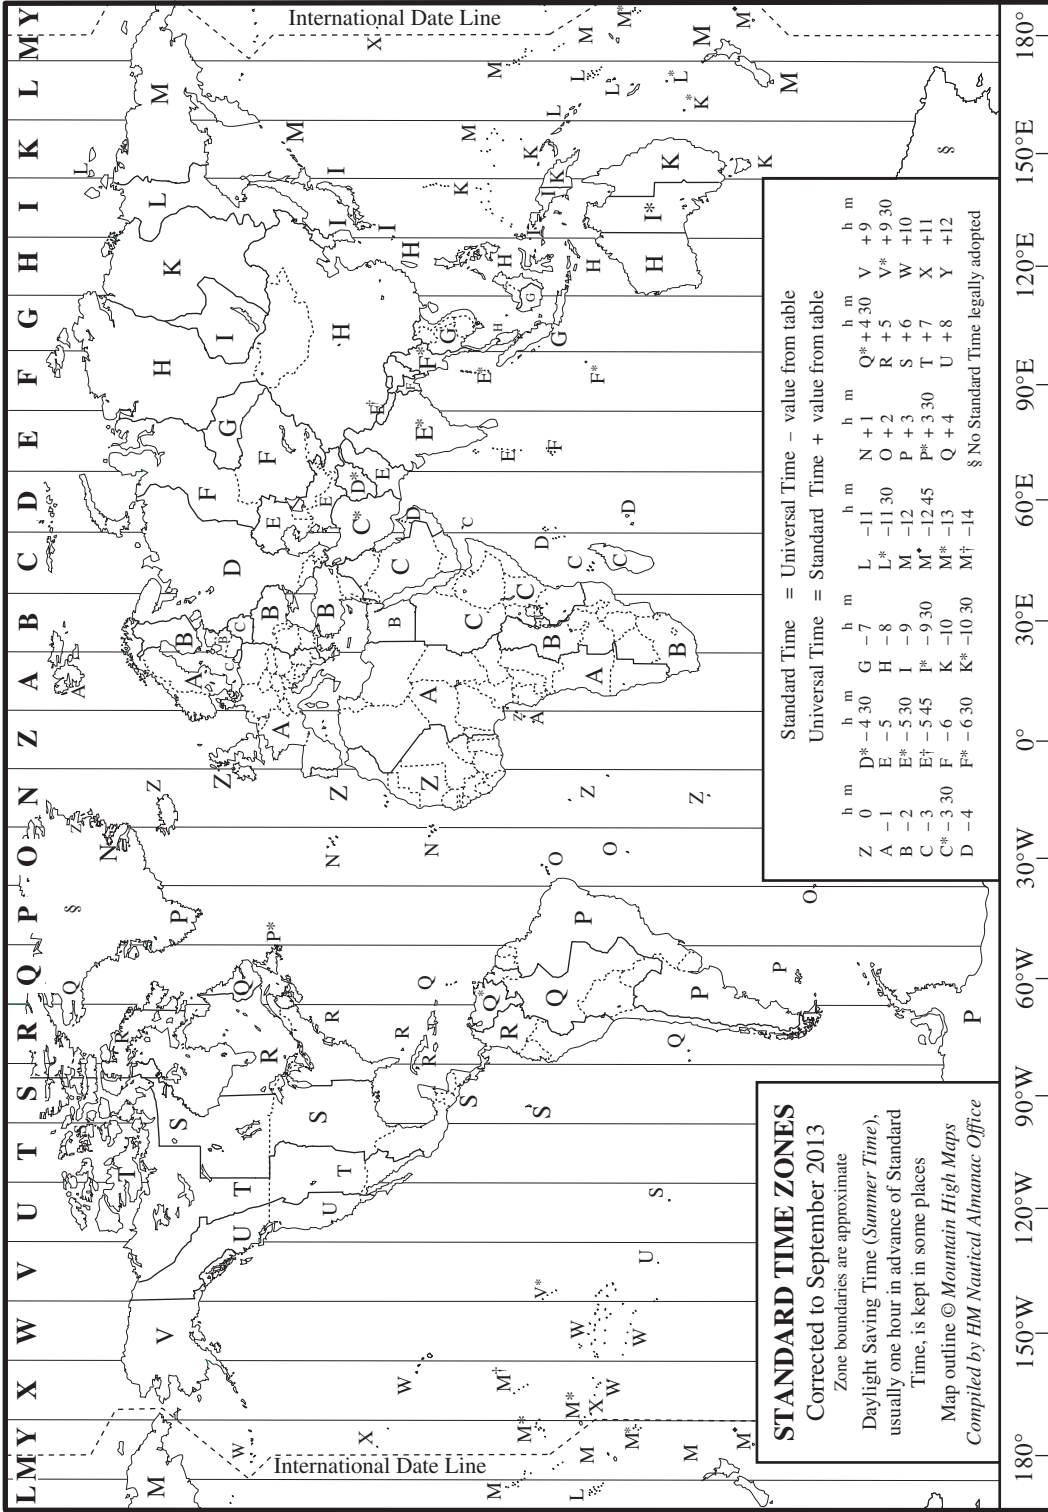 L M Y X W V U T S R Q P O N Z A B C D E F G H I K L M Y
International Date Line
International Date Line
M
V
U
T
S
R
Q
P
§
N
Z
P*
A
B
C
D
E
F
G
H
I
K
L
M
W
X
M†
M*
V*
Q*
O
C*
D*
E*
E†
F*
I*
L*
K*
M♦
§
STANDARD TIME ZONES
Corrected to September 2013
Zone boundaries are approximate
Daylight Saving Time (Summer Time),
usually one hour in advance of Standard
Time, is kept in some places
Map outline © Mountain High Maps
Compiled by HM Nautical Almanac Office
Standard Time = Universal Time – value from table
Universal Time = Standard Time + value from table
h m h m h m h m h m h m h m
Z 0 D* – 4 30 G – 7 L –11 N + 1 Q* + 4 30 V + 9
A – 1 E – 5 H – 8 L* –11 30 O + 2 R + 5 V* + 9 30
B – 2 E* – 5 30 I – 9 M –12 P + 3 S + 6 W +10
C – 3 E† – 5 45 I* – 9 30 M♦ –12 45 P* + 3 30 T + 7 X +11
C* – 3 30 F – 6 K –10 M* –13 Q + 4 U + 8 Y +12
D – 4 F* – 6 30 K* –10 30 M† –14 § No Standard Time legally adopted
180° 150°W 120°W 90°W 60°W 30°W 0° 30°E 60°E 90°E 120°E 150°E 180°